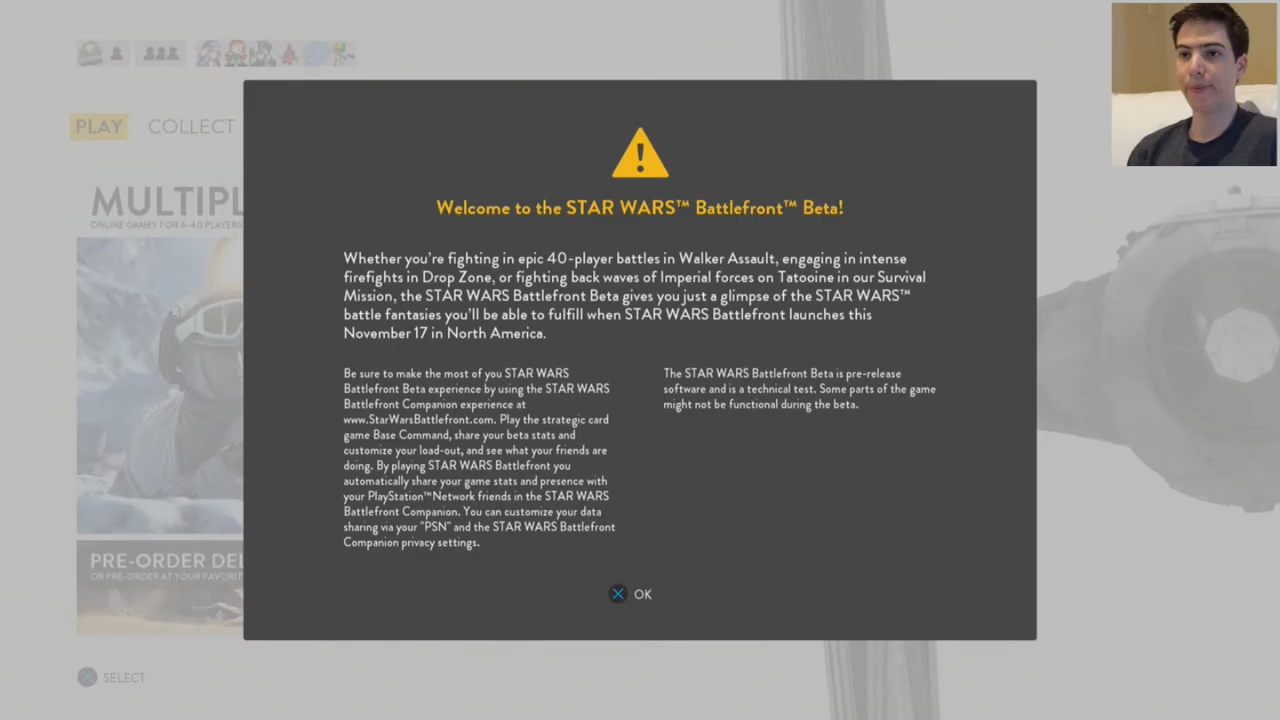 PLAY COLLECT
MULTIPL
ONLINE GAMES FOR 6-40 PLAYERS
PRE-ORDER DEL
OR PRE-ORDER AT YOUR FAVORIT
SELECT
Welcome to the STAR WARS™ Battlefront™ Beta!
Whether you're fighting in epic 40-player battles in Walker Assault, engaging in intense
firefights in Drop Zone, or fighting back waves of Imperial forces on Tatooine in our Survival
Mission, the STAR WARS Battlefront Beta gives you just a glimpse of the STAR WARS™
battle fantasies you'll be able to fulfill when STAR WARS Battlefront launches this
November 17 in North America.
Be sure to make the most of you STAR WARS
Battlefront Beta experience by using the STAR WARS
Battlefront Companion experience at
www.StarWarsBattlefront.com. Play the strategic card
game Base Command, share your beta stats and
customize your load-out, and see what your friends are
doing. By playing STAR WARS Battlefront you
automatically share your game stats and presence with
your PlayStation™Network friends in the STAR WARS
Battlefront Companion. You can customize your data
sharing via your "PSN" and the STAR WARS Battlefront
Companion privacy settings.
The STAR WARS Battlefront Beta is pre-release
software and is a technical test. Some parts of the game
might not be functional during the beta.
OK